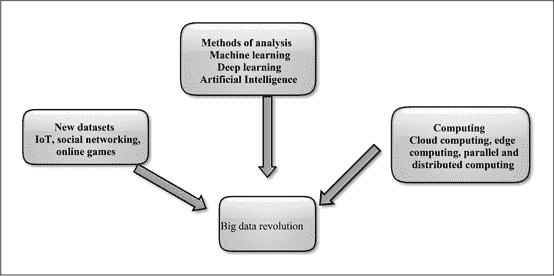 Methods of analysis
Machine learning
Deep learning
Artificial Intelligence
New datasets
IoT, social networking,
online games
Computing
Cloud computing, edge
computing, parallel and
distributed computing
Big data revolution